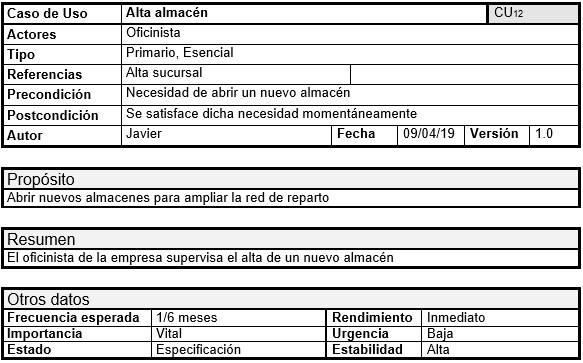 Caso de Uso Alta almacén CU12
Actores Oficinista
Tipo Primario, Esencial
Referencias Alta sucursal
Precondición Necesidad de abrir un nuevo almacén
Postcondición Se satisface dicha necesidad momentáneamente
Autor Javier Fecha 09/04/19 Versión 1.0
Propósito
Abrir nuevos almacenes para ampliar la red de reparto
Resumen
El oficinista de la empresa supervisa el alta de un nuevo almacén
Otros datos
Frecuencia esperada 1/6 meses Rendimiento Inmediato
Importancia Vital Urgencia Baja
Estado Especificación Estabilidad Alta